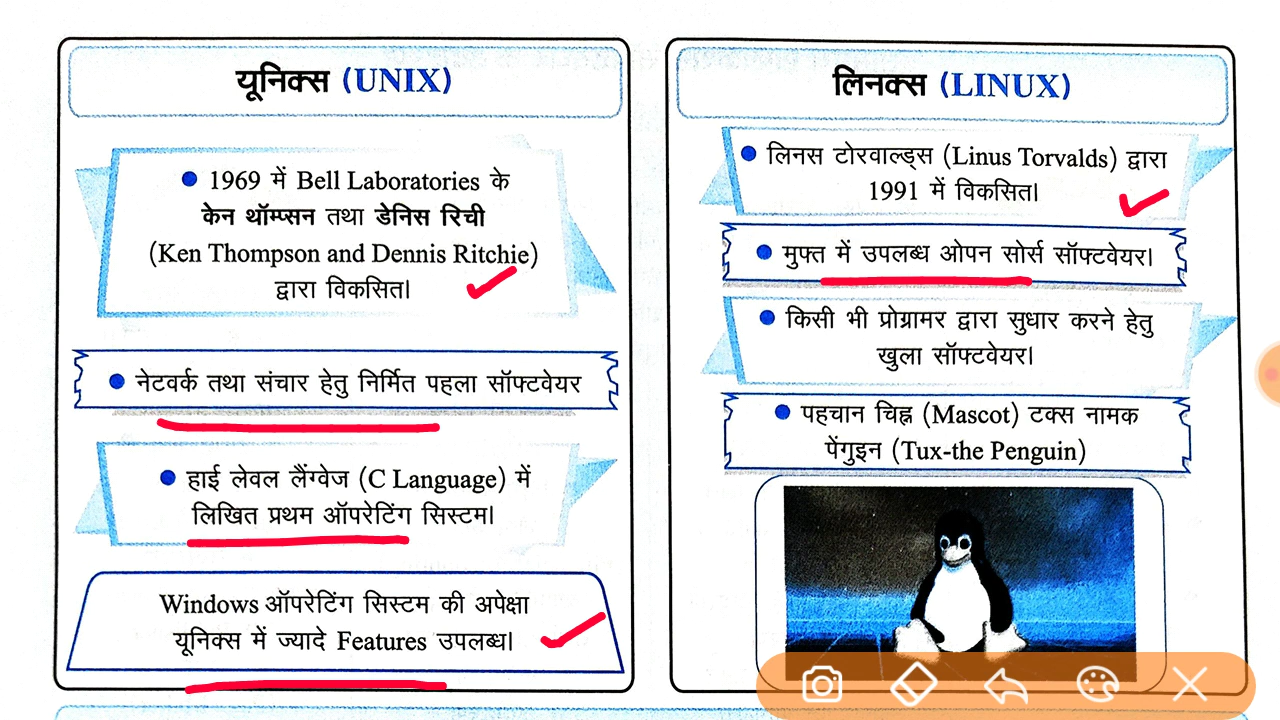 यूनिक्स (UNIX)
• 1969 में Bell Laboratories के
केन थॉम्प्सन तथा डेनिस रिची
(Ken Thompson and Dennis Ritchie)
द्वारा विकसित।
• नेटवर्क तथा संचार हेतु निर्मित पहला सॉफ्टवेयर
• हाई लेवल लैंग्वेज (C Language) में
लिखित प्रथम ऑपरेटिंग सिस्टम।
Windows ऑपरेटिंग सिस्टम की अपेक्षा
यूनिक्स में ज्यादे Features उपलब्ध।
लिनक्स (LINUX)
• लिनस टोरवाल्ड्स (Linus Torvalds) द्वारा
1991 में विकसित।
• मुफ्त में उपलब्ध ओपन सोर्स सॉफ्टवेयर।
• किसी भी प्रोग्रामर द्वारा सुधार करने हेतु
खुला सॉफ्टवेयर।
• पहचान चिह्न (Mascot) टक्स नामक
पेंगुइन (Tux-the Penguin)